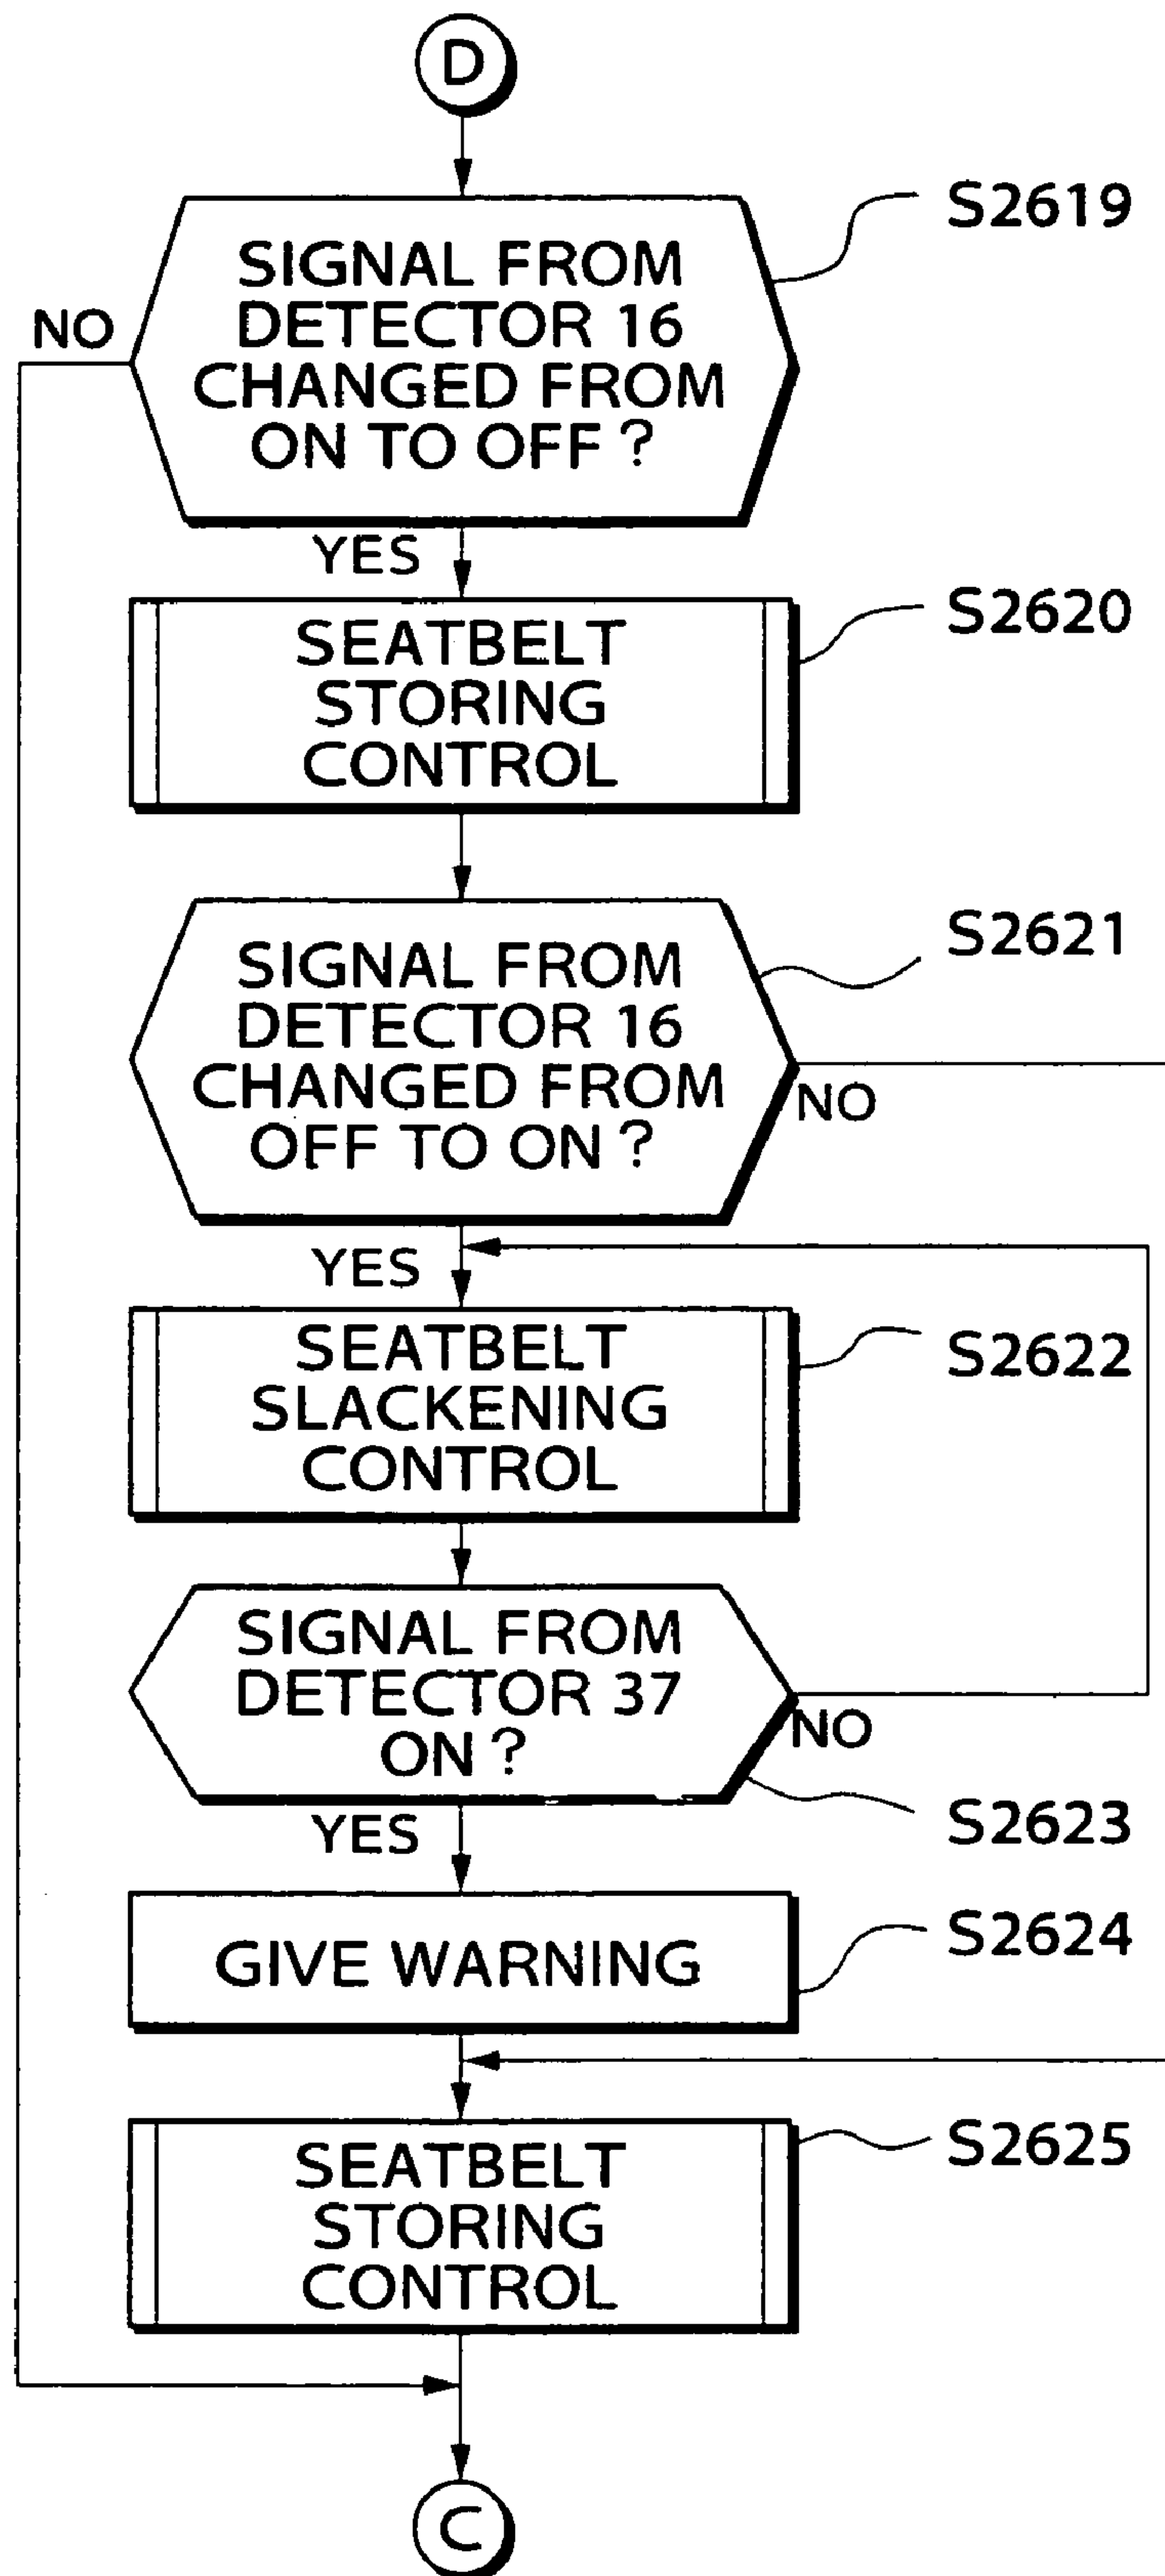 D
S2619
SIGNAL FROM
DETECTOR 16
CHANGED FROM
ON TO OFF ?
NO
YES
S2620
SEATBELT
STORING
CONTROL
S2621
SIGNAL FROM
DETECTOR 16
CHANGED FROM
OFF TO ON ?
NO
YES
S2622
SEATBELT
SLACKENING
CONTROL
SIGNAL FROM
DETECTOR 37
ON ?
NO
S2623
YES
S2624
GIVE WARNING
S2625
SEATBELT
STORING
CONTROL
C